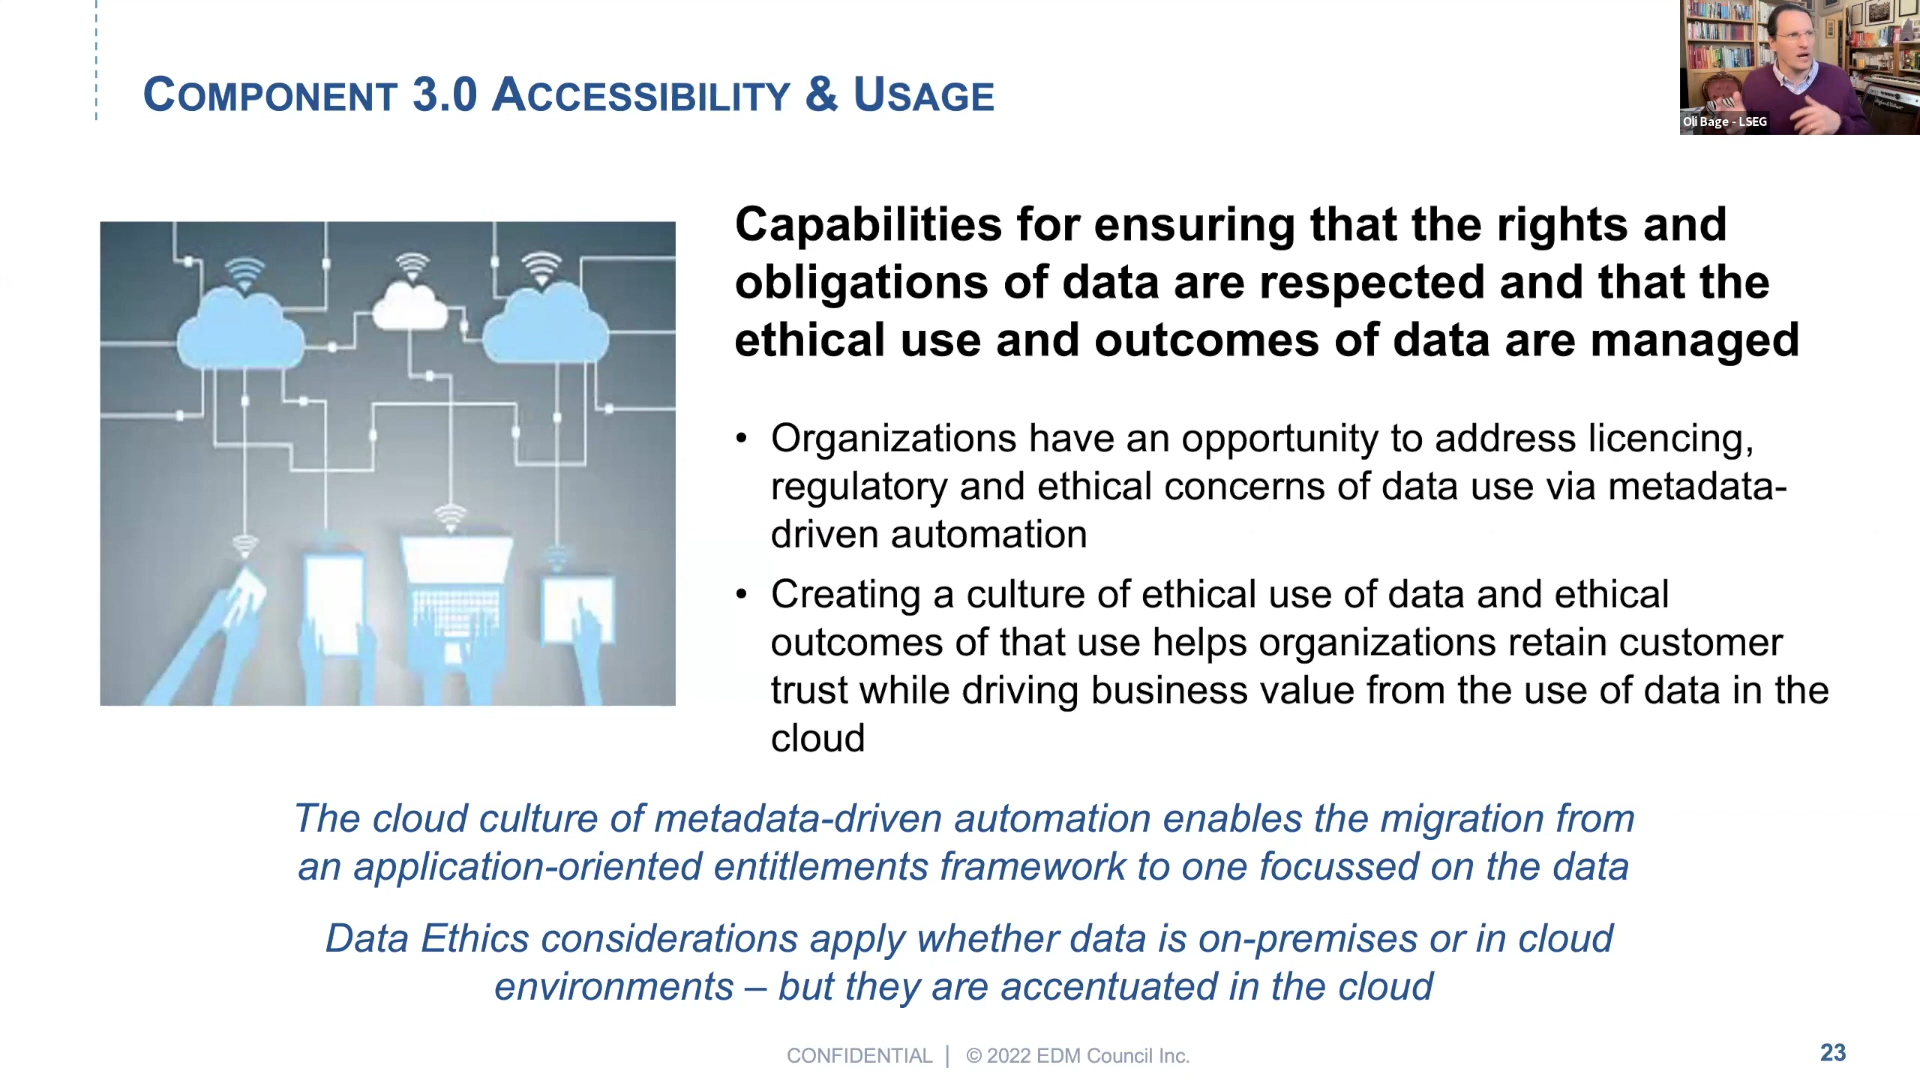 COMPONENT 3.0 ACCESSIBILITY & USAGE
Oli Bage - LSEG
Capabilities for ensuring that the rights and
obligations of data are respected and that the
ethical use and outcomes of data are managed
• Organizations have an opportunity to address licencing,
regulatory and ethical concerns of data use via metadata-
driven automation
• Creating a culture of ethical use of data and ethical
outcomes of that use helps organizations retain customer
trust while driving business value from the use of data in the
cloud
The cloud culture of metadata-driven automation enables the migration from
an application-oriented entitlements framework to one focussed on the data
Data Ethics considerations apply whether data is on-premises or in cloud
environments – but they are accentuated in the cloud
CONFIDENTIAL | © 2022 EDM Council Inc.
23